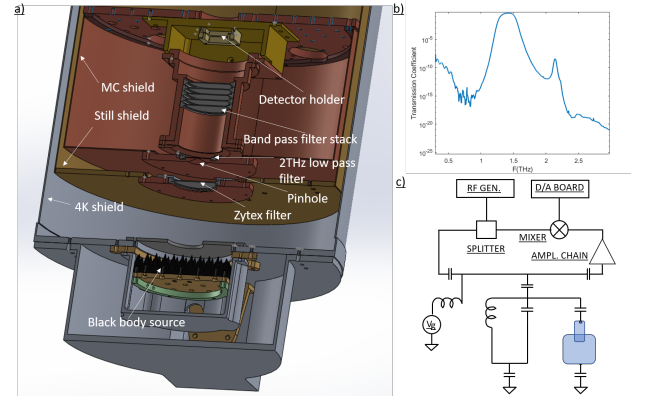 a)
MC shield
Still shield
4K shield
Detector holder
Band pass filter stack
2THz low pass
filter
Pinhole
Zytex filter
Black body source
b)
Transmission Coefficient
10^-5
10^-10
10^-15
10^-20
10^-25
0.5
1
1.5
2
2.5
F(THz)
c)
RF GEN.
D/A BOARD
SPLITTER
MIXER
AMPL. CHAIN
Vg